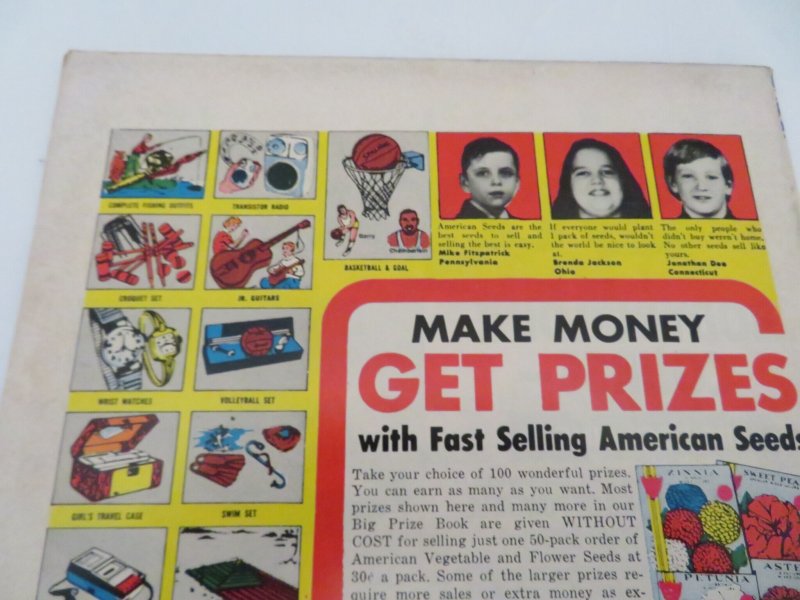 COMPLETE FISHING OUTFITS
TRANSISTOR RADIO
SPALDING
Barry
Chamberlain
BASKETBALL & GOAL
CROQUET SET
JR. GUITARS
WRIST WATCHES
VOLLEYBALL SET
GIRL'S TRAVEL CASE
SWIM SET
American Seeds are the
best seeds to sell and
selling the best is easy.
Mike Fitzpatrick
Pennsylvania
If everyone would plant
1 pack of seeds, wouldn't
the world be nice to look
at.
Brenda Jackson
Ohio
The only people who
didn't buy weren't home.
No other seeds sell like
yours.
Jonathan Dee
Connecticut
MAKE MONEY
GET PRIZES
with Fast Selling American Seeds
Take your choice of 100 wonderful prizes.
You can earn as many as you want. Most
prizes shown here and many more in our
Big Prize Book are given WITHOUT
COST for selling just one 50-pack order of
American Vegetable and Flower Seeds at
30¢ a pack. Some of the larger prizes re-
quire more sales or extra money as ex-
ZINNIA
SWEET PEA
PETUNIA
ASTE